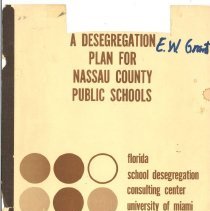 A DESEGREGATION
E.W Grant
PLAN FOR
NASSAU COUNTY
PUBLIC SCHOOLS
florida
school desegregation
consulting center
university of miami